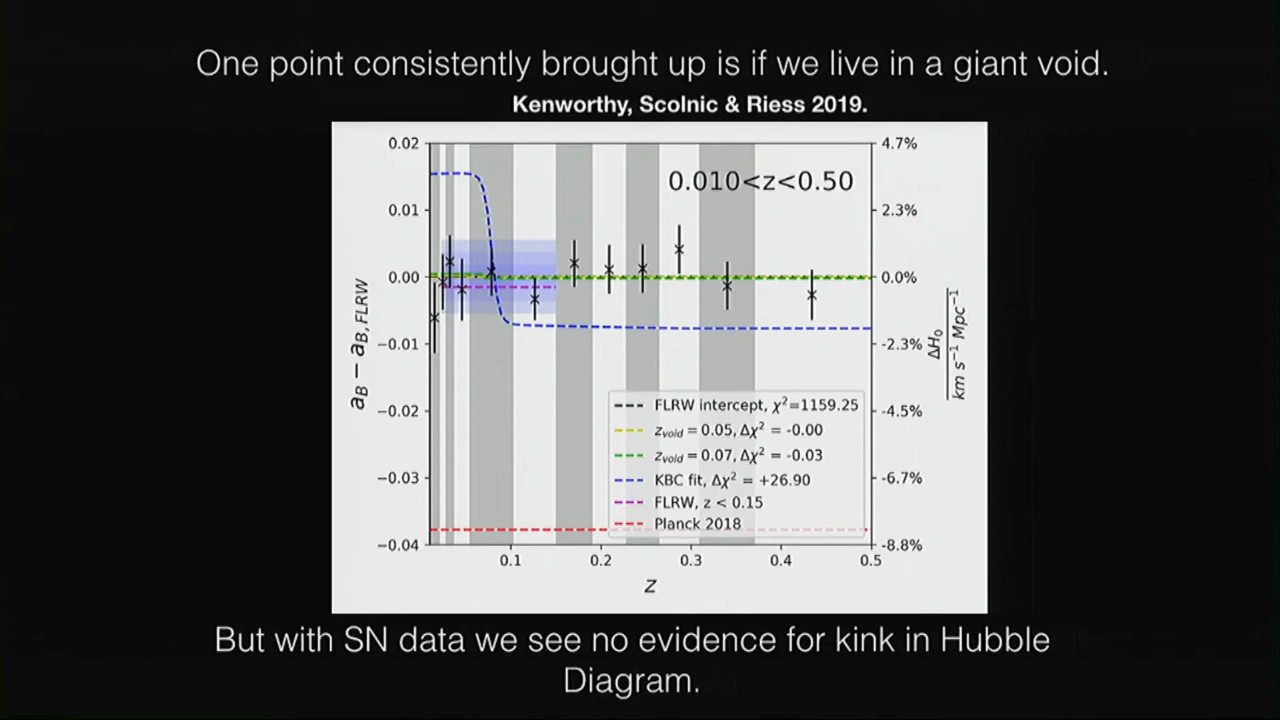 One point consistently brought up is if we live in a giant void.
Kenworthy, Scolnic & Riess 2019.
0.010<z<0.50
0.02
0.01
0.00
−0.01
−0.02
−0.03
−0.04
a_B − a_B,FLRW
4.7%
2.3%
0.0%
-2.3%
-4.5%
-6.7%
-8.8%
ΔH₀
km s⁻¹ Mpc⁻¹
FLRW intercept, χ²=1159.25
z_void = 0.05, Δχ² = -0.00
z_void = 0.07, Δχ² = -0.03
KBC fit, Δχ² = +26.90
FLRW, z < 0.15
Planck 2018
0.1 0.2 0.3 0.4 0.5
z
But with SN data we see no evidence for kink in Hubble
Diagram.